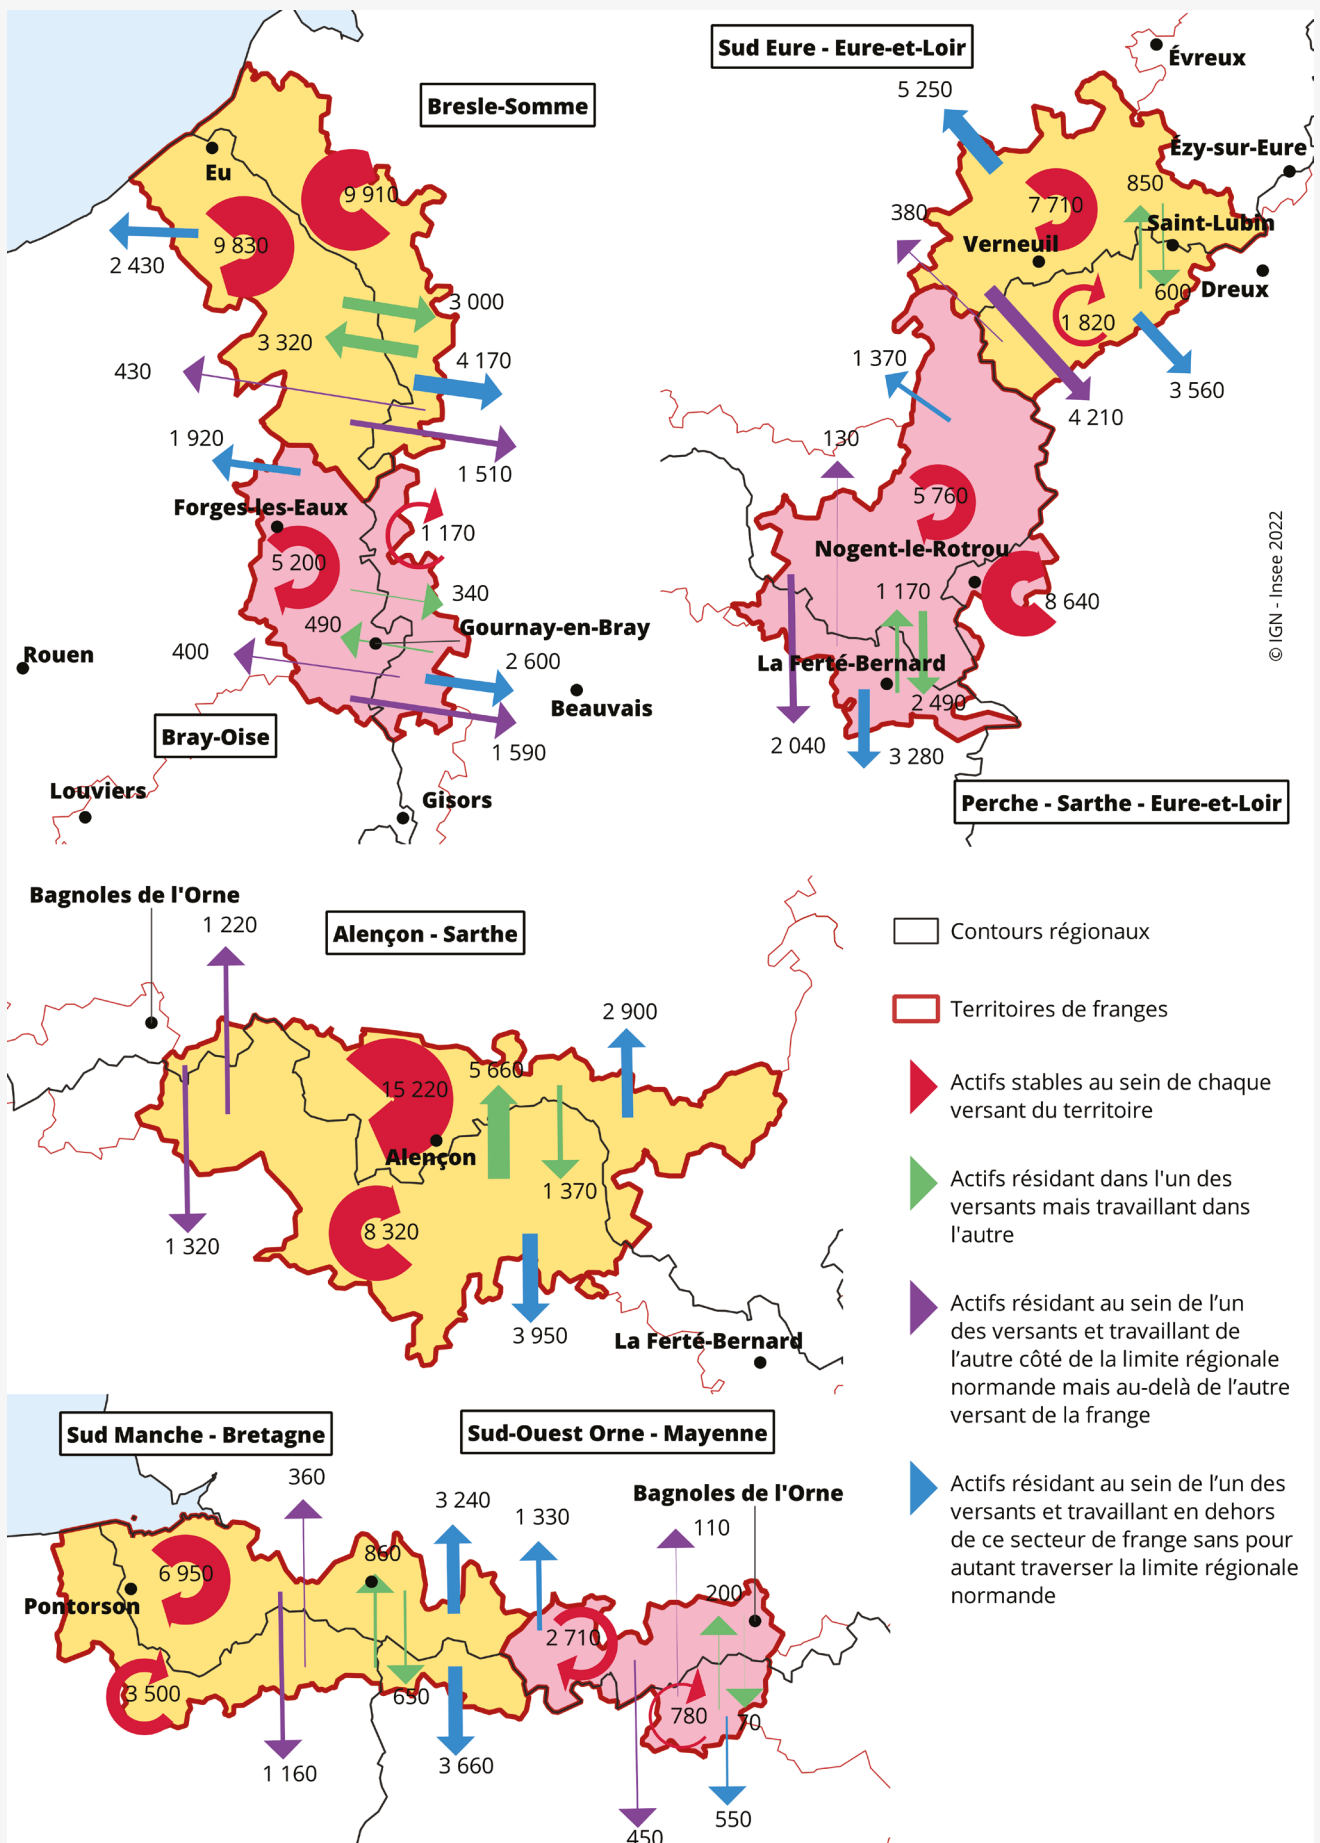 Bresle-Somme
Eu
9 910
9 830
2 430
3 000
3 320
4 170
430
1 920
1 510
Forges-les-Eaux
1 170
5 200
340
490
Gournay-en-Bray
400
2 600
Rouen
Beauvais
Bray-Oise
1 590
Louviers
Gisors
Sud Eure - Eure-et-Loir
Évreux
5 250
Ézy-sur-Eure
850
7 710
380
Saint-Lubin
Verneuil
600
Dreux
1 820
1 370
3 560
4 210
130
5 760
Nogent-le-Rotrou
1 170
8 640
La Ferté-Bernard
2 490
2 040
3 280
Perche - Sarthe - Eure-et-Loir
© IGN - Insee 2022
Bagnoles de l'Orne
1 220
Alençon - Sarthe
2 900
5 660
15 220
Alençon
1 370
8 320
1 320
3 950
La Ferté-Bernard
Contours régionaux
Territoires de franges
Actifs stables au sein de chaque
versant du territoire
Actifs résidant dans l'un des
versants mais travaillant dans
l'autre
Actifs résidant au sein de l’un
des versants et travaillant de
l’autre côté de la limite régionale
normande mais au-delà de l’autre
versant de la frange
Actifs résidant au sein de l’un des
versants et travaillant en dehors
de ce secteur de frange sans pour
autant traverser la limite régionale
normande
Sud Manche - Bretagne
Sud-Ouest Orne - Mayenne
360
3 240
1 330
Bagnoles de l'Orne
110
860
6 950
200
Pontorson
2 710
3 500
650
780
70
1 160
3 660
550
450